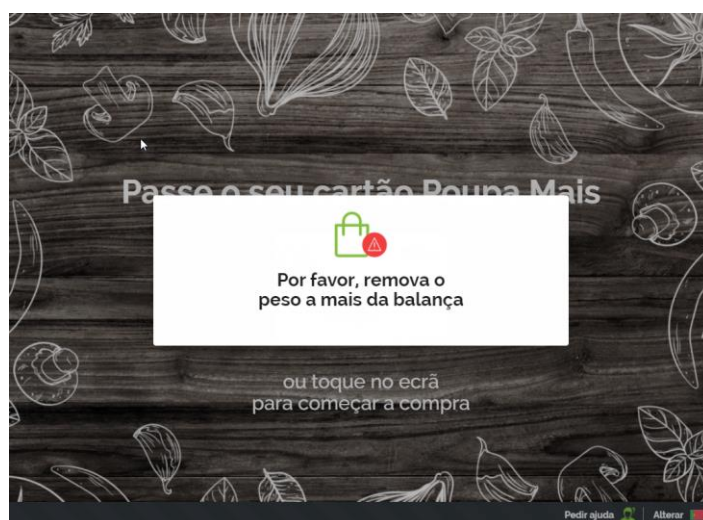 Passe o seu cartão Poupa Mais
Por favor, remova o
peso a mais da balança
ou toque no ecrã
para começar a compra
Pedir ajuda
Alterar